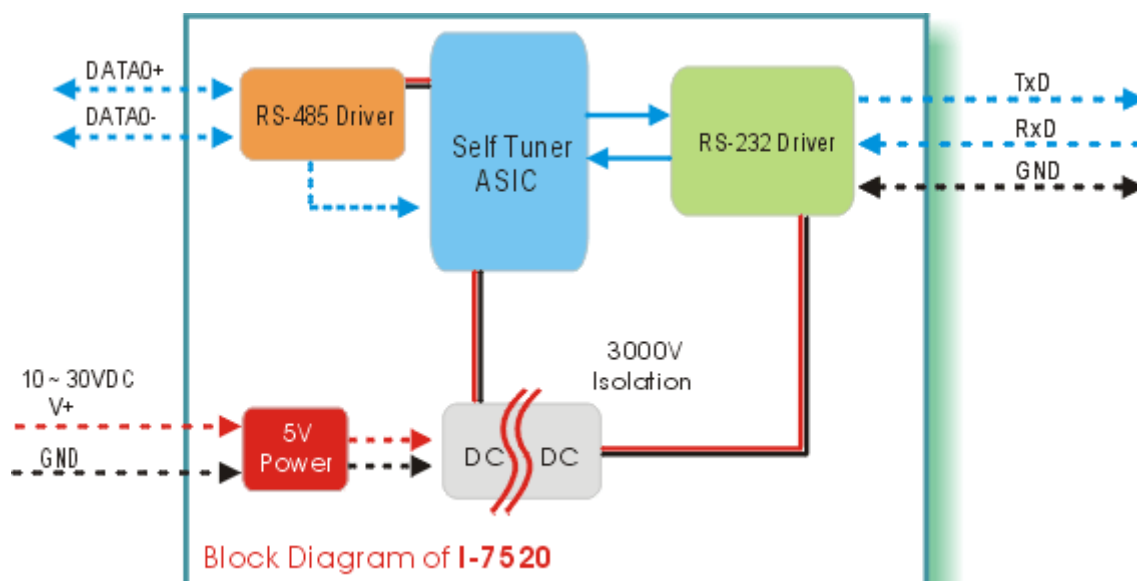 DATA0+
DATA0-
RS-485 Driver
Self Tuner
ASIC
RS-232 Driver
TxD
RxD
GND
3000V
Isolation
10 ~ 30VDC
V+
GND
5V
Power
DC DC
Block Diagram of I-7520